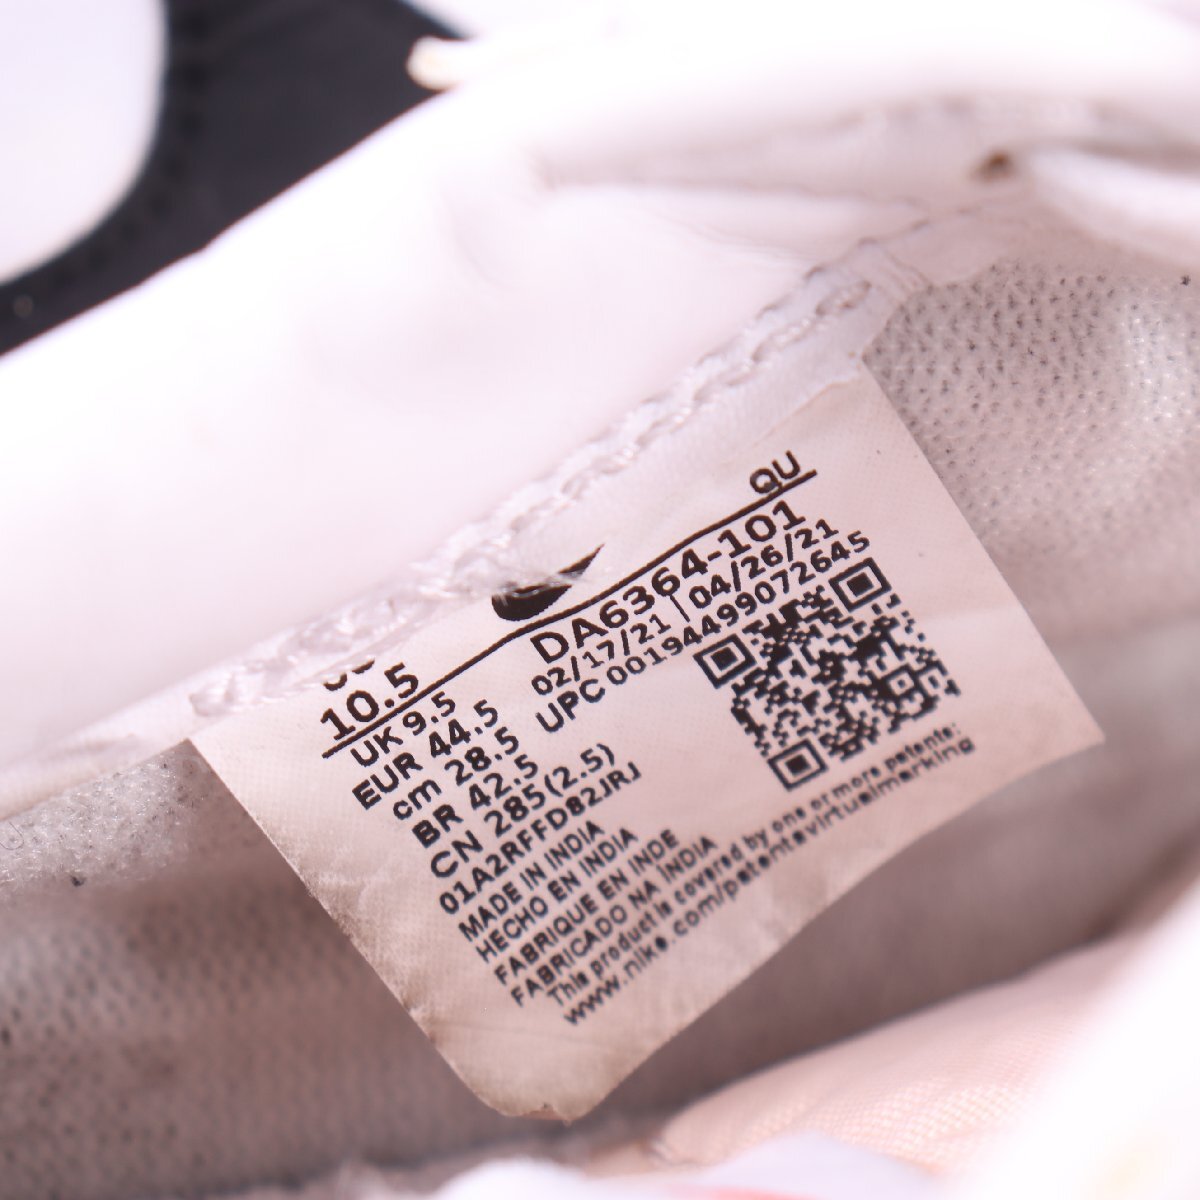 QU
10.5
UK 9.5
EUR 44.5
cm 28.5
BR 42.5
CN 285 (2.5)
DA6364-101
02/17/21 | 04/26/21
UPC 00194499072645
01A2RFFD82JRJ
MADE IN INDIA
HECHO EN INDIA
FABRIQUE EN INDE
FABRICADO NA ÍNDIA
This product is covered by one or more patents:
www.nike.com/patentsvirtualmarking